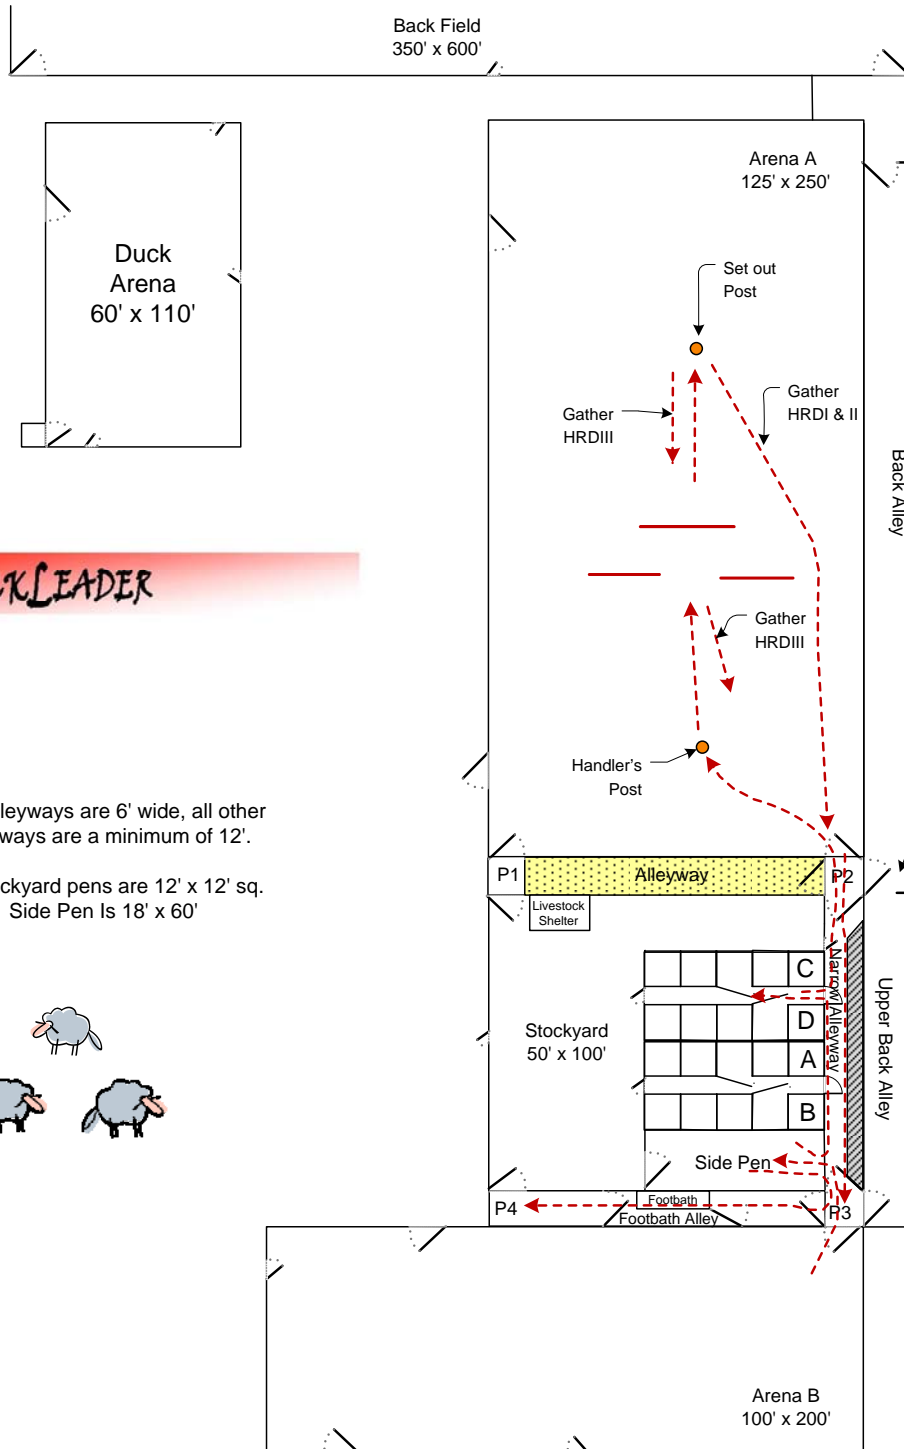 Back Field
350' x 600'
Arena A
125' x 250'
Duck
Arena
60' x 110'
Set out
Post
Gather
HRDI & II
Gather
HRDIII
Back Alley
KLEADER
Gather
HRDIII
Handler's
Post
leyways are 6' wide, all other
ways are a minimum of 12'.
ckyard pens are 12' x 12' sq.
Side Pen Is 18' x 60'
P1
Alleyway
P2
Livestock
Shelter
C
Narrow Alleyway
Upper Back Alley
D
Stockyard
50' x 100'
A
B
Side Pen
P4
Footbath
Footbath Alley
P3
Arena B
100' x 200'